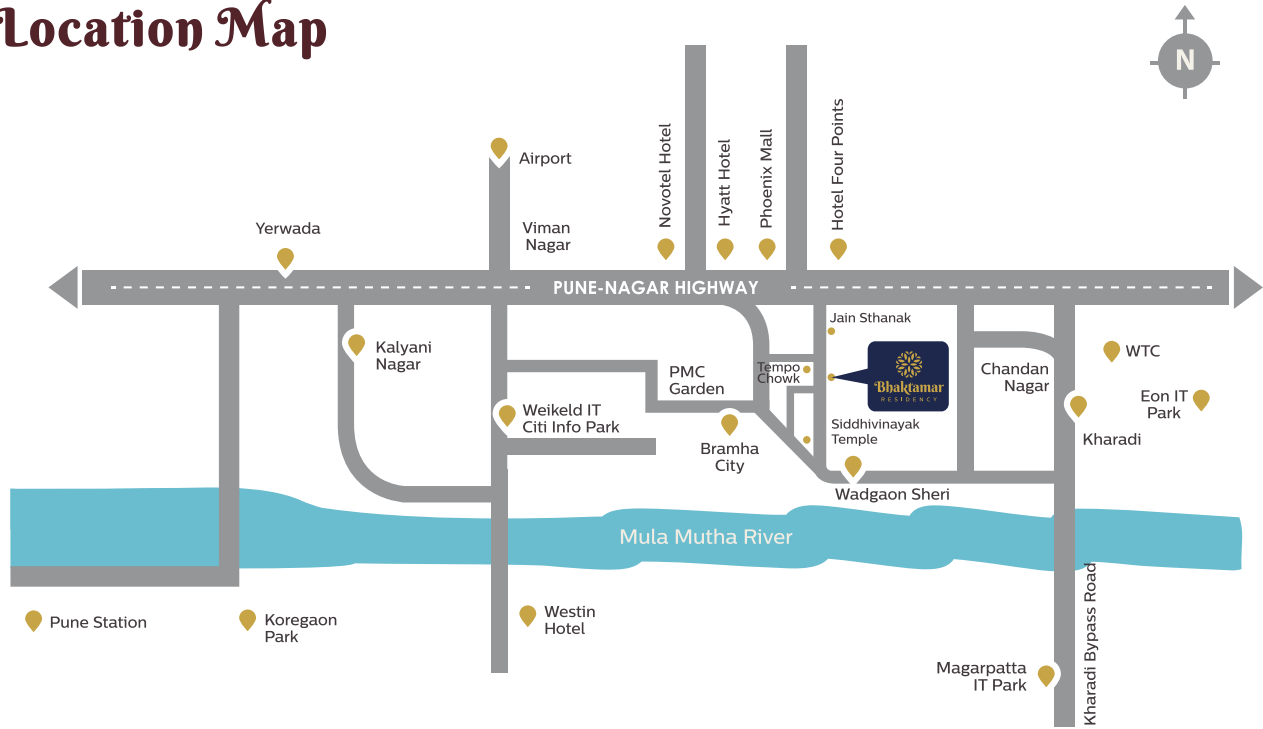 Location Map
N
Novotel Hotel
Hyatt Hotel
Phoenix Mall
Hotel Four Points
Airport
Yerwada
Viman
Nagar
PUNE-NAGAR HIGHWAY
Jain Sthanak
Kalyani
Nagar
PMC
Garden
Tempo
Chowk
Bhaktamar
RESIDENCY
Chandan
Nagar
WTC
Eon IT
Park
Weikeld IT
Citi Info Park
Siddhivinayak
Temple
Kharadi
Bramha
City
Wadgaon Sheri
Mula Mutha River
Pune Station
Koregaon
Park
Westin
Hotel
Kharadi Bypass Road
Magarpatta
IT Park